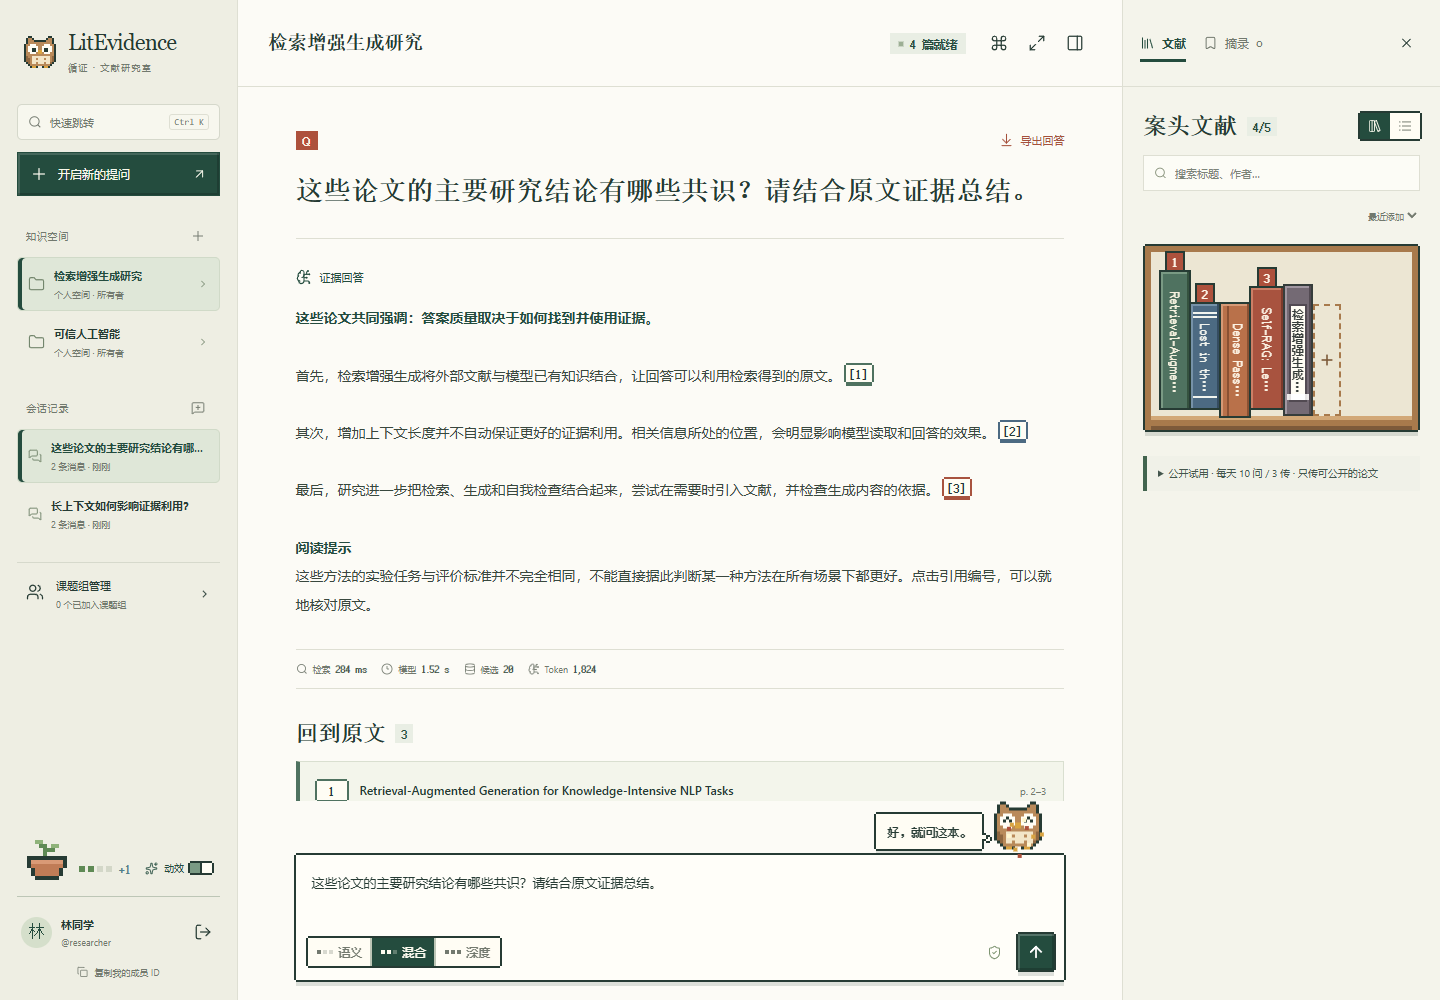 LitEvidence
循证 · 文献研究室
快速跳转
Ctrl K
开启新的提问
知识空间
检索增强生成研究
个人空间 · 所有者
可信人工智能
个人空间 · 所有者
会话记录
这些论文的主要研究结论有哪...
2 条消息 · 刚刚
长上下文如何影响证据利用?
2 条消息 · 刚刚
课题组管理
0 个已加入课题组
+1
动效
林
林同学
@researcher
复制我的成员 ID
检索增强生成研究
4 篇就绪
Q
导出回答
这些论文的主要研究结论有哪些共识？请结合原文证据总结。
证据回答
这些论文共同强调：答案质量取决于如何找到并使用证据。
首先，检索增强生成将外部文献与模型已有知识结合，让回答可以利用检索得到的原文。 [1]
其次，增加上下文长度并不自动保证更好的证据利用。相关信息所处的位置，会明显影响模型读取和回答的效果。 [2]
最后，研究进一步把检索、生成和自我检查结合起来，尝试在需要时引入文献，并检查生成内容的依据。 [3]
阅读提示
这些方法的实验任务与评价标准并不完全相同，不能直接据此判断某一种方法在所有场景下都更好。点击引用编号，可以就
地核对原文。
检索 284 ms 模型 1.52 s 候选 20 Token 1,824
回到原文 3
1 Retrieval-Augmented Generation for Knowledge-Intensive NLP Tasks p. 2–3
好，就问这本。
这些论文的主要研究结论有哪些共识？请结合原文证据总结。
语义 混合 深度
文献 摘录 0
案头文献 4/5
搜索标题、作者...
最近添加
1
Retrieval-Augme…
2
Lost in th…
Dense Pass…
3
Self-RAG: Le…
检索增强生成…
+
公开试用 · 每天 10 问 / 3 传 · 只传可公开的论文